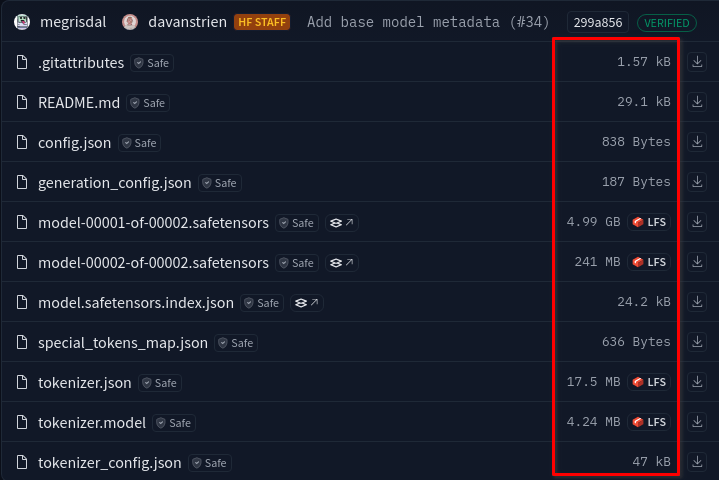 megrisdal davanstrien HF STAFF Add base model metadata (#34) 299a856 VERIFIED
.gitattributes Safe 1.57 kB
README.md Safe 29.1 kB
config.json Safe 838 Bytes
generation_config.json Safe 187 Bytes
model-00001-of-00002.safetensors Safe 4.99 GB LFS
model-00002-of-00002.safetensors Safe 241 MB LFS
model.safetensors.index.json Safe 24.2 kB
special_tokens_map.json Safe 636 Bytes
tokenizer.json Safe 17.5 MB LFS
tokenizer.model Safe 4.24 MB LFS
tokenizer_config.json Safe 47 kB